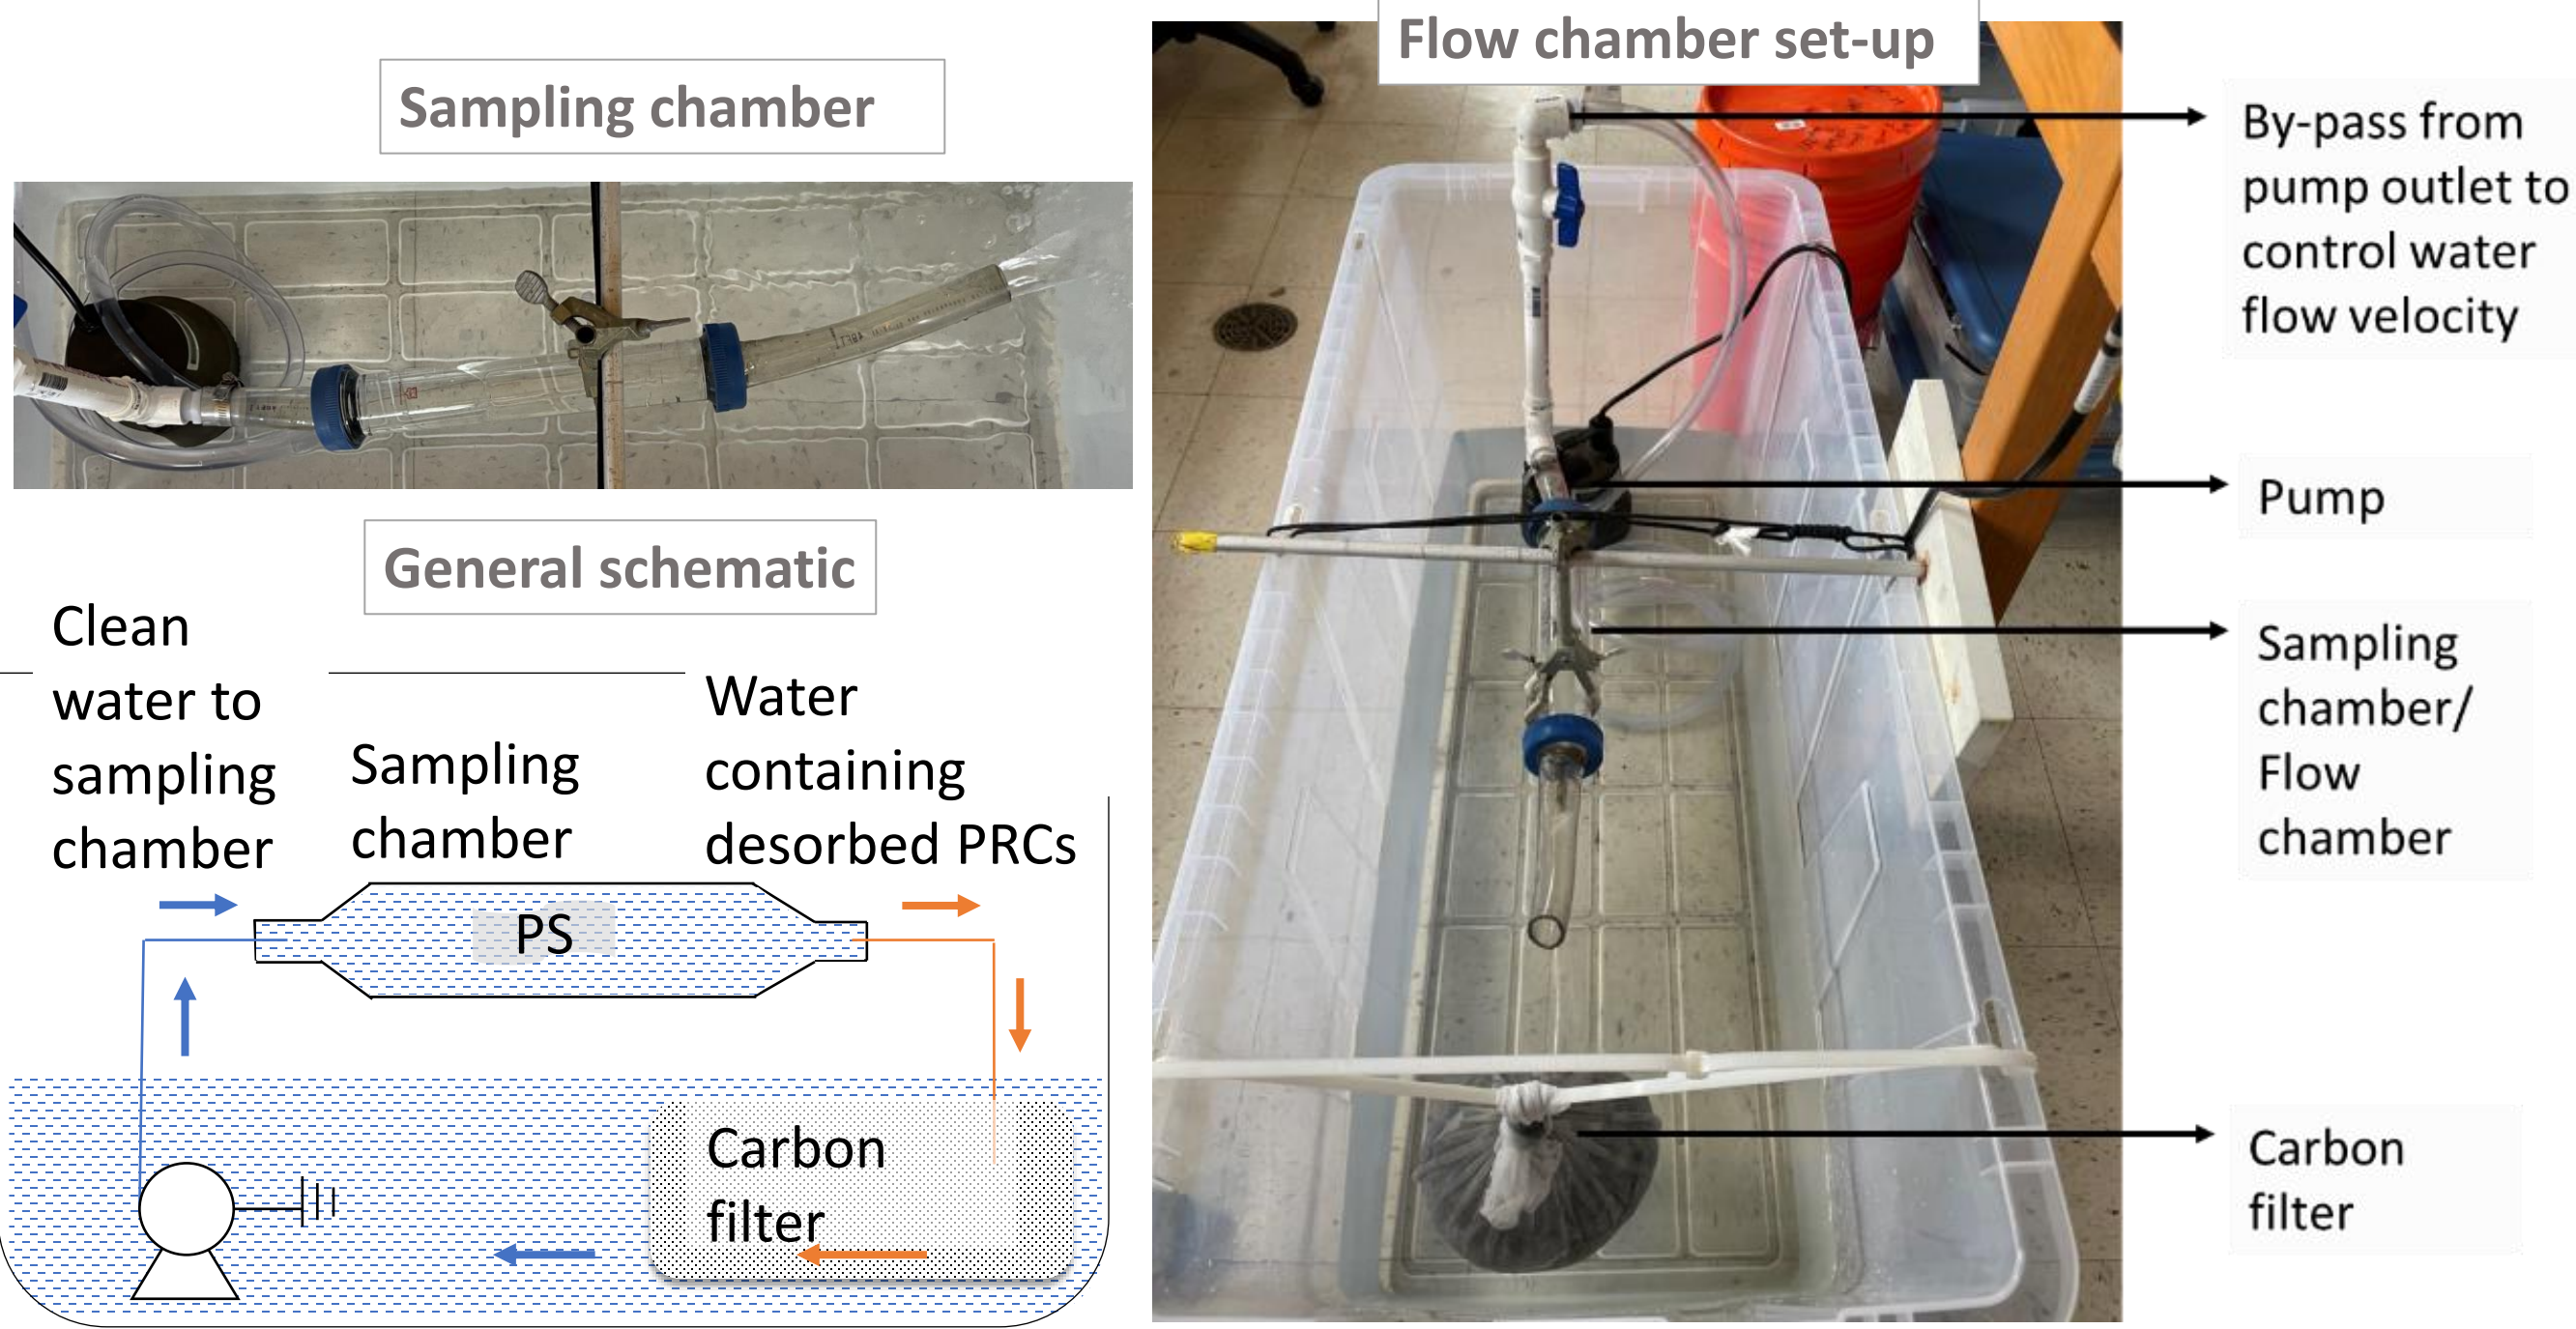 Sampling chamber
General schematic
Clean
water to
sampling
chamber
Sampling
chamber
Water
containing
desorbed PRCs
PS
Carbon
filter
Flow chamber set-up
By-pass from
pump outlet to
control water
flow velocity
Pump
Sampling
chamber/
Flow
chamber
Carbon
filter